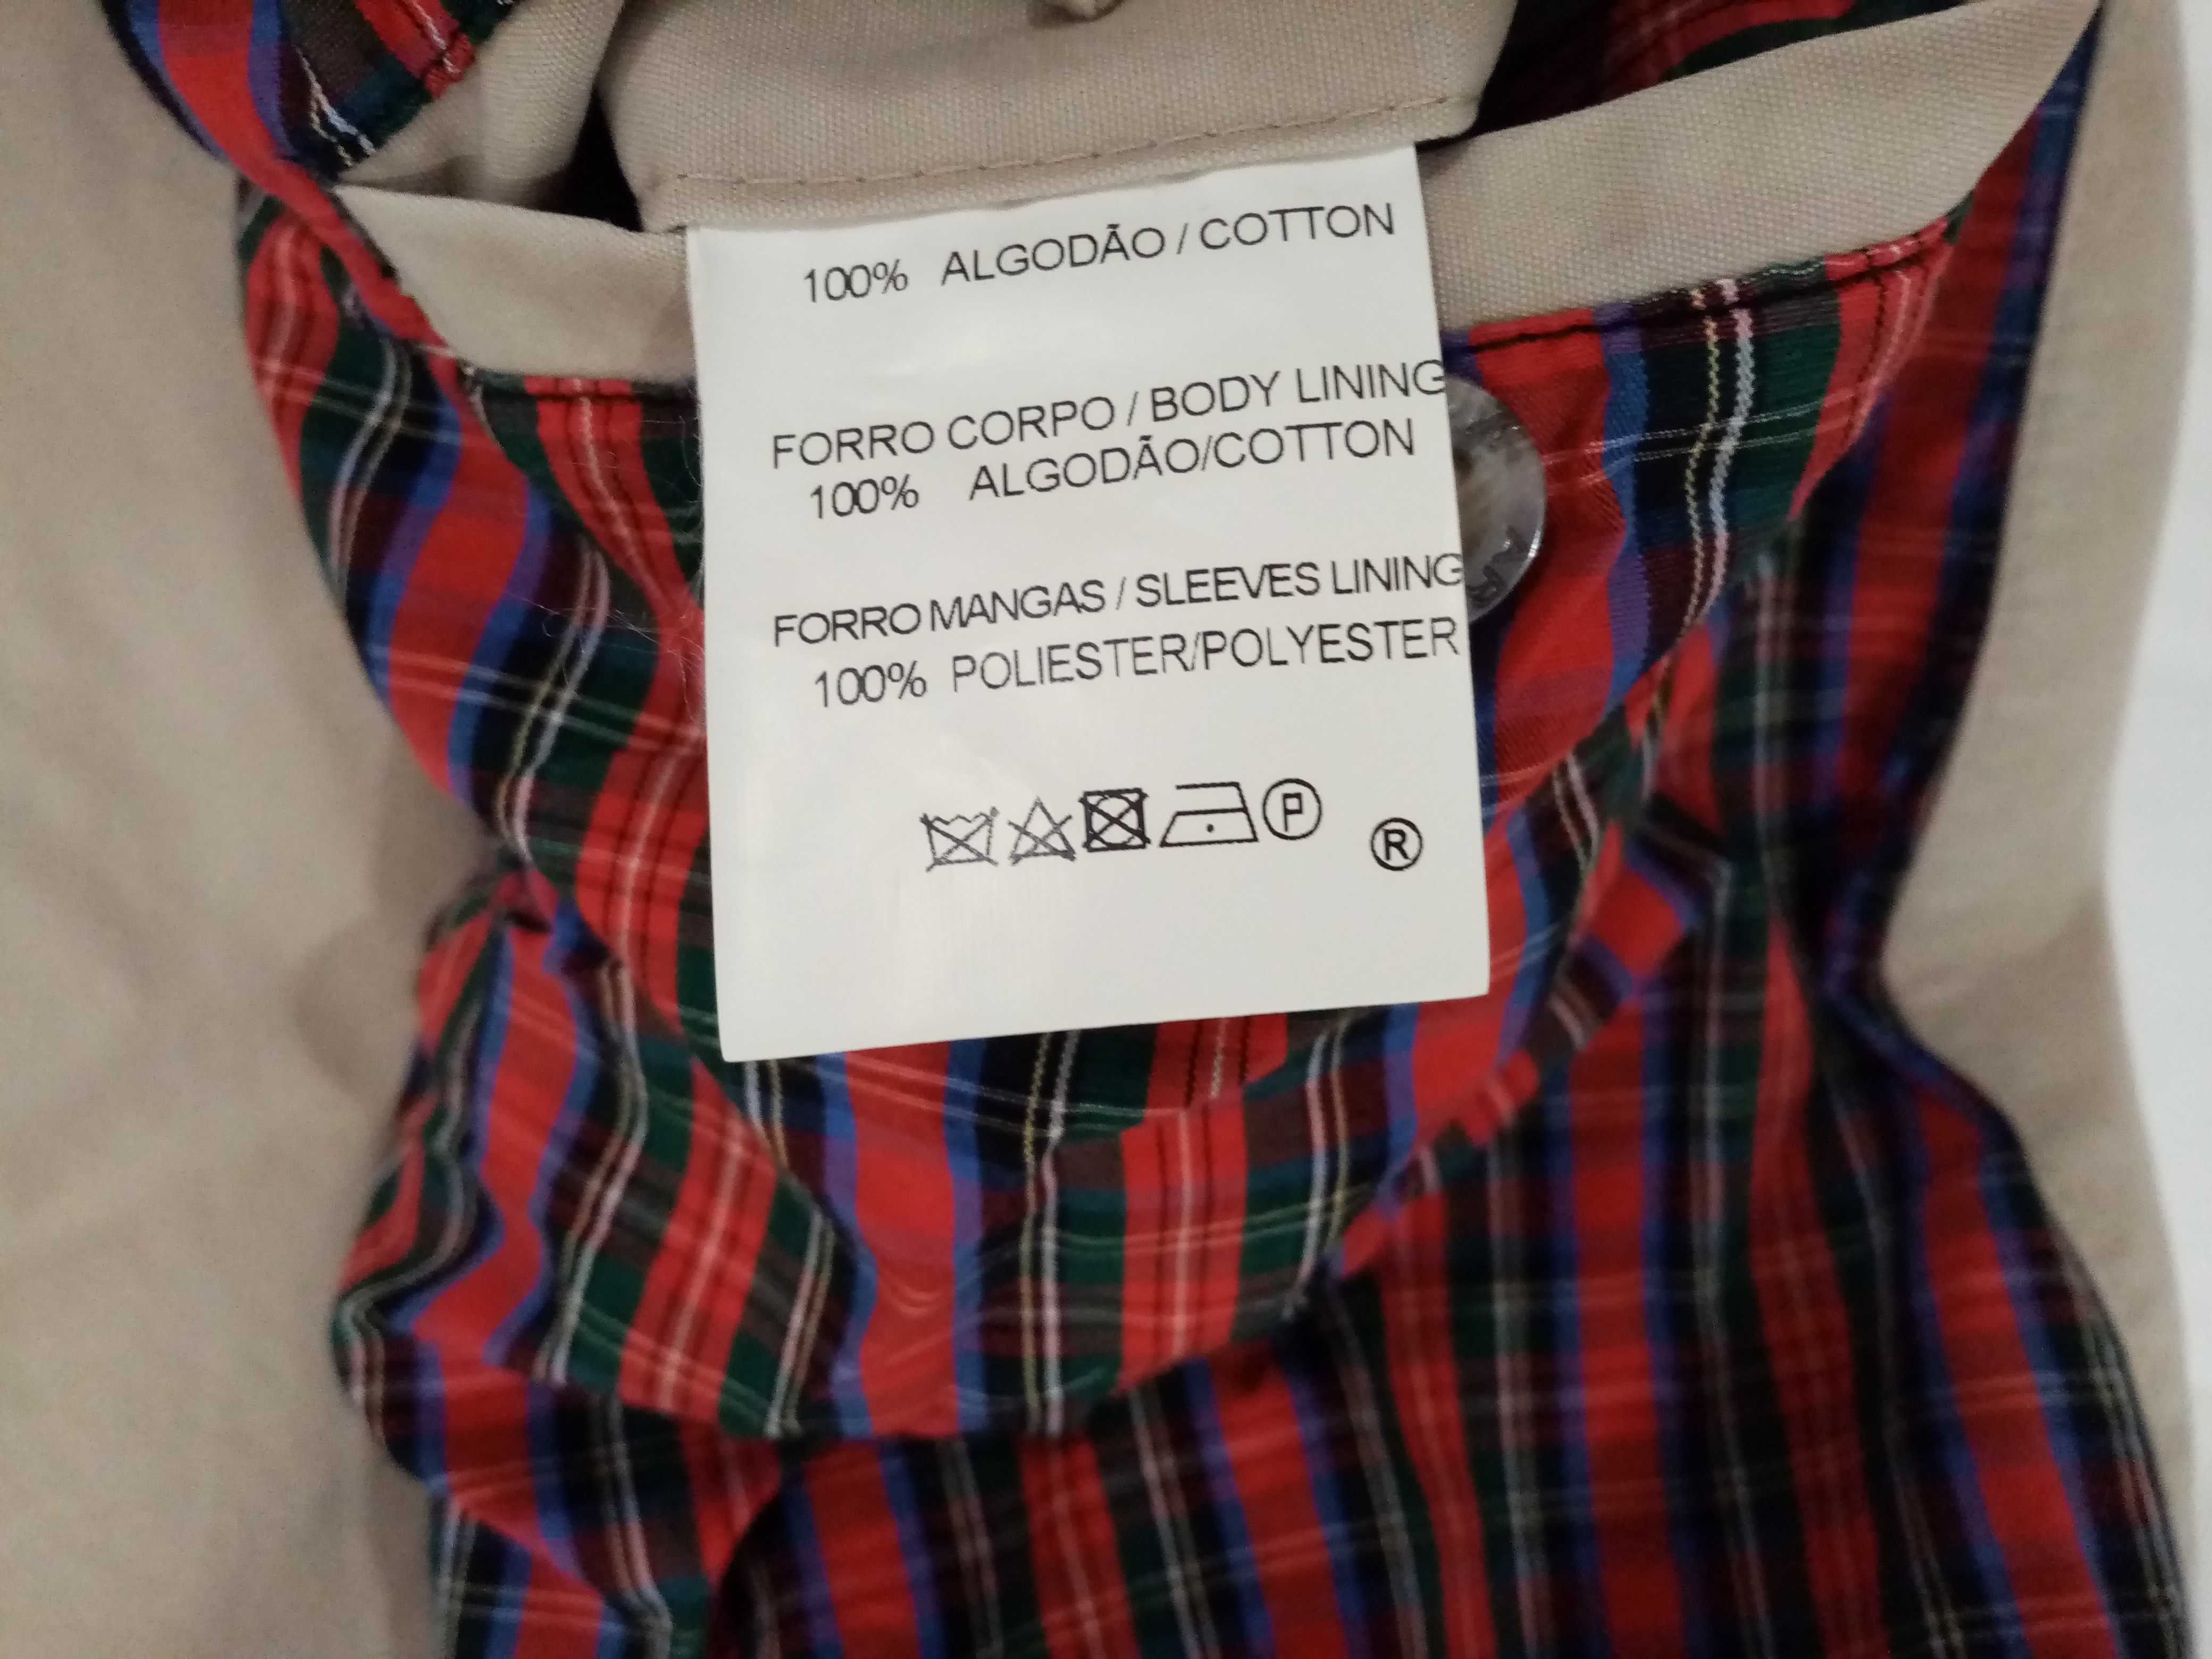 100% ALGODÃO / COTTON
FORRO CORPO / BODY LINING
100% ALGODÃO/COTTON
FORRO MANGAS / SLEEVES LINING
100% POLIESTER/POLYESTER
P
®